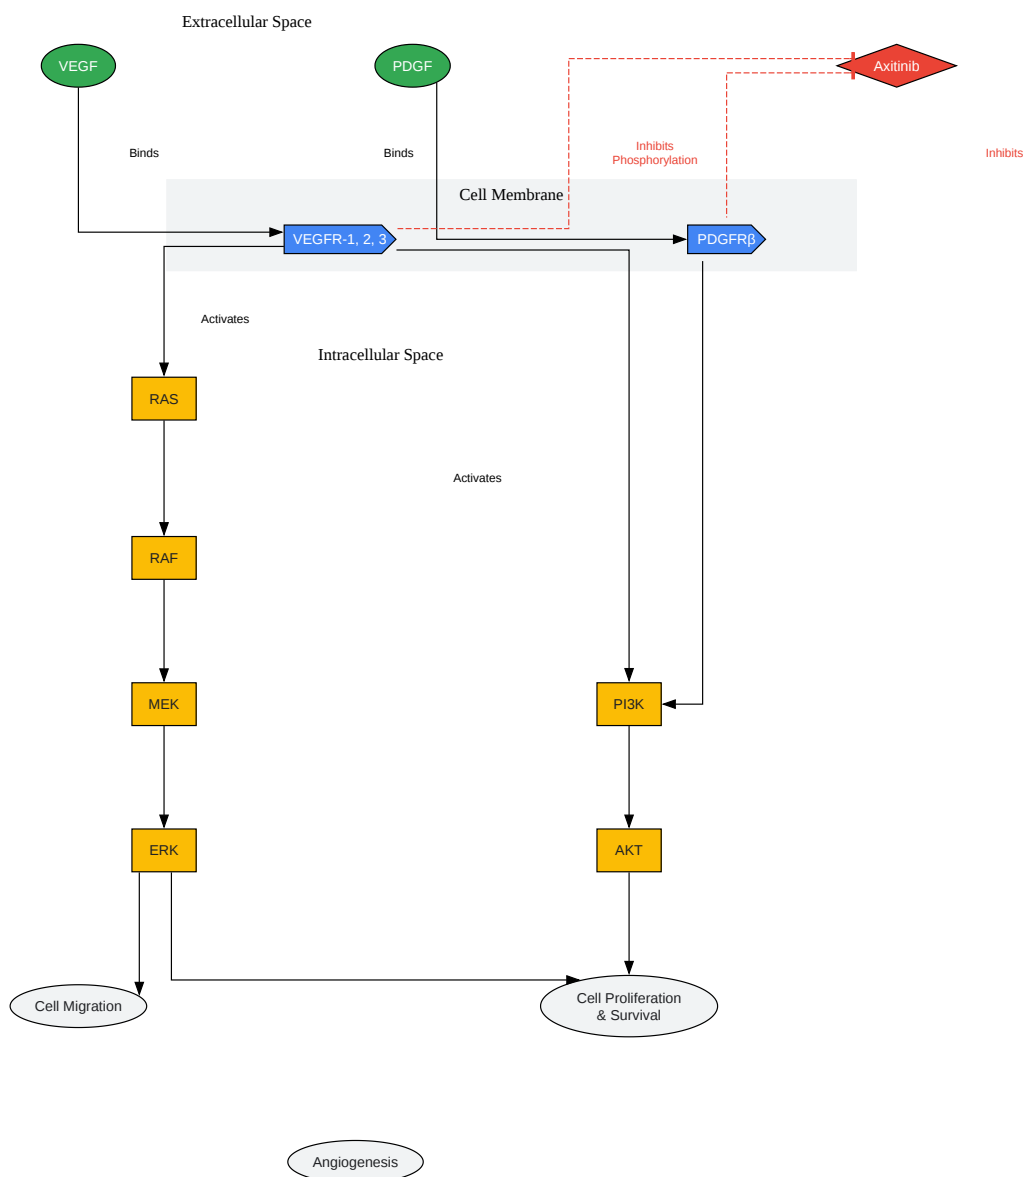 Extracellular Space
VEGF
PDGF
Axitinib
Binds
Binds
Inhibits
Phosphorylation
Inhibits
Cell Membrane
VEGFR-1, 2, 3
PDGFRβ
Activates
Intracellular Space
RAS
Activates
RAF
MEK
PI3K
ERK
AKT
Cell Migration
Cell Proliferation
& Survival
Angiogenesis